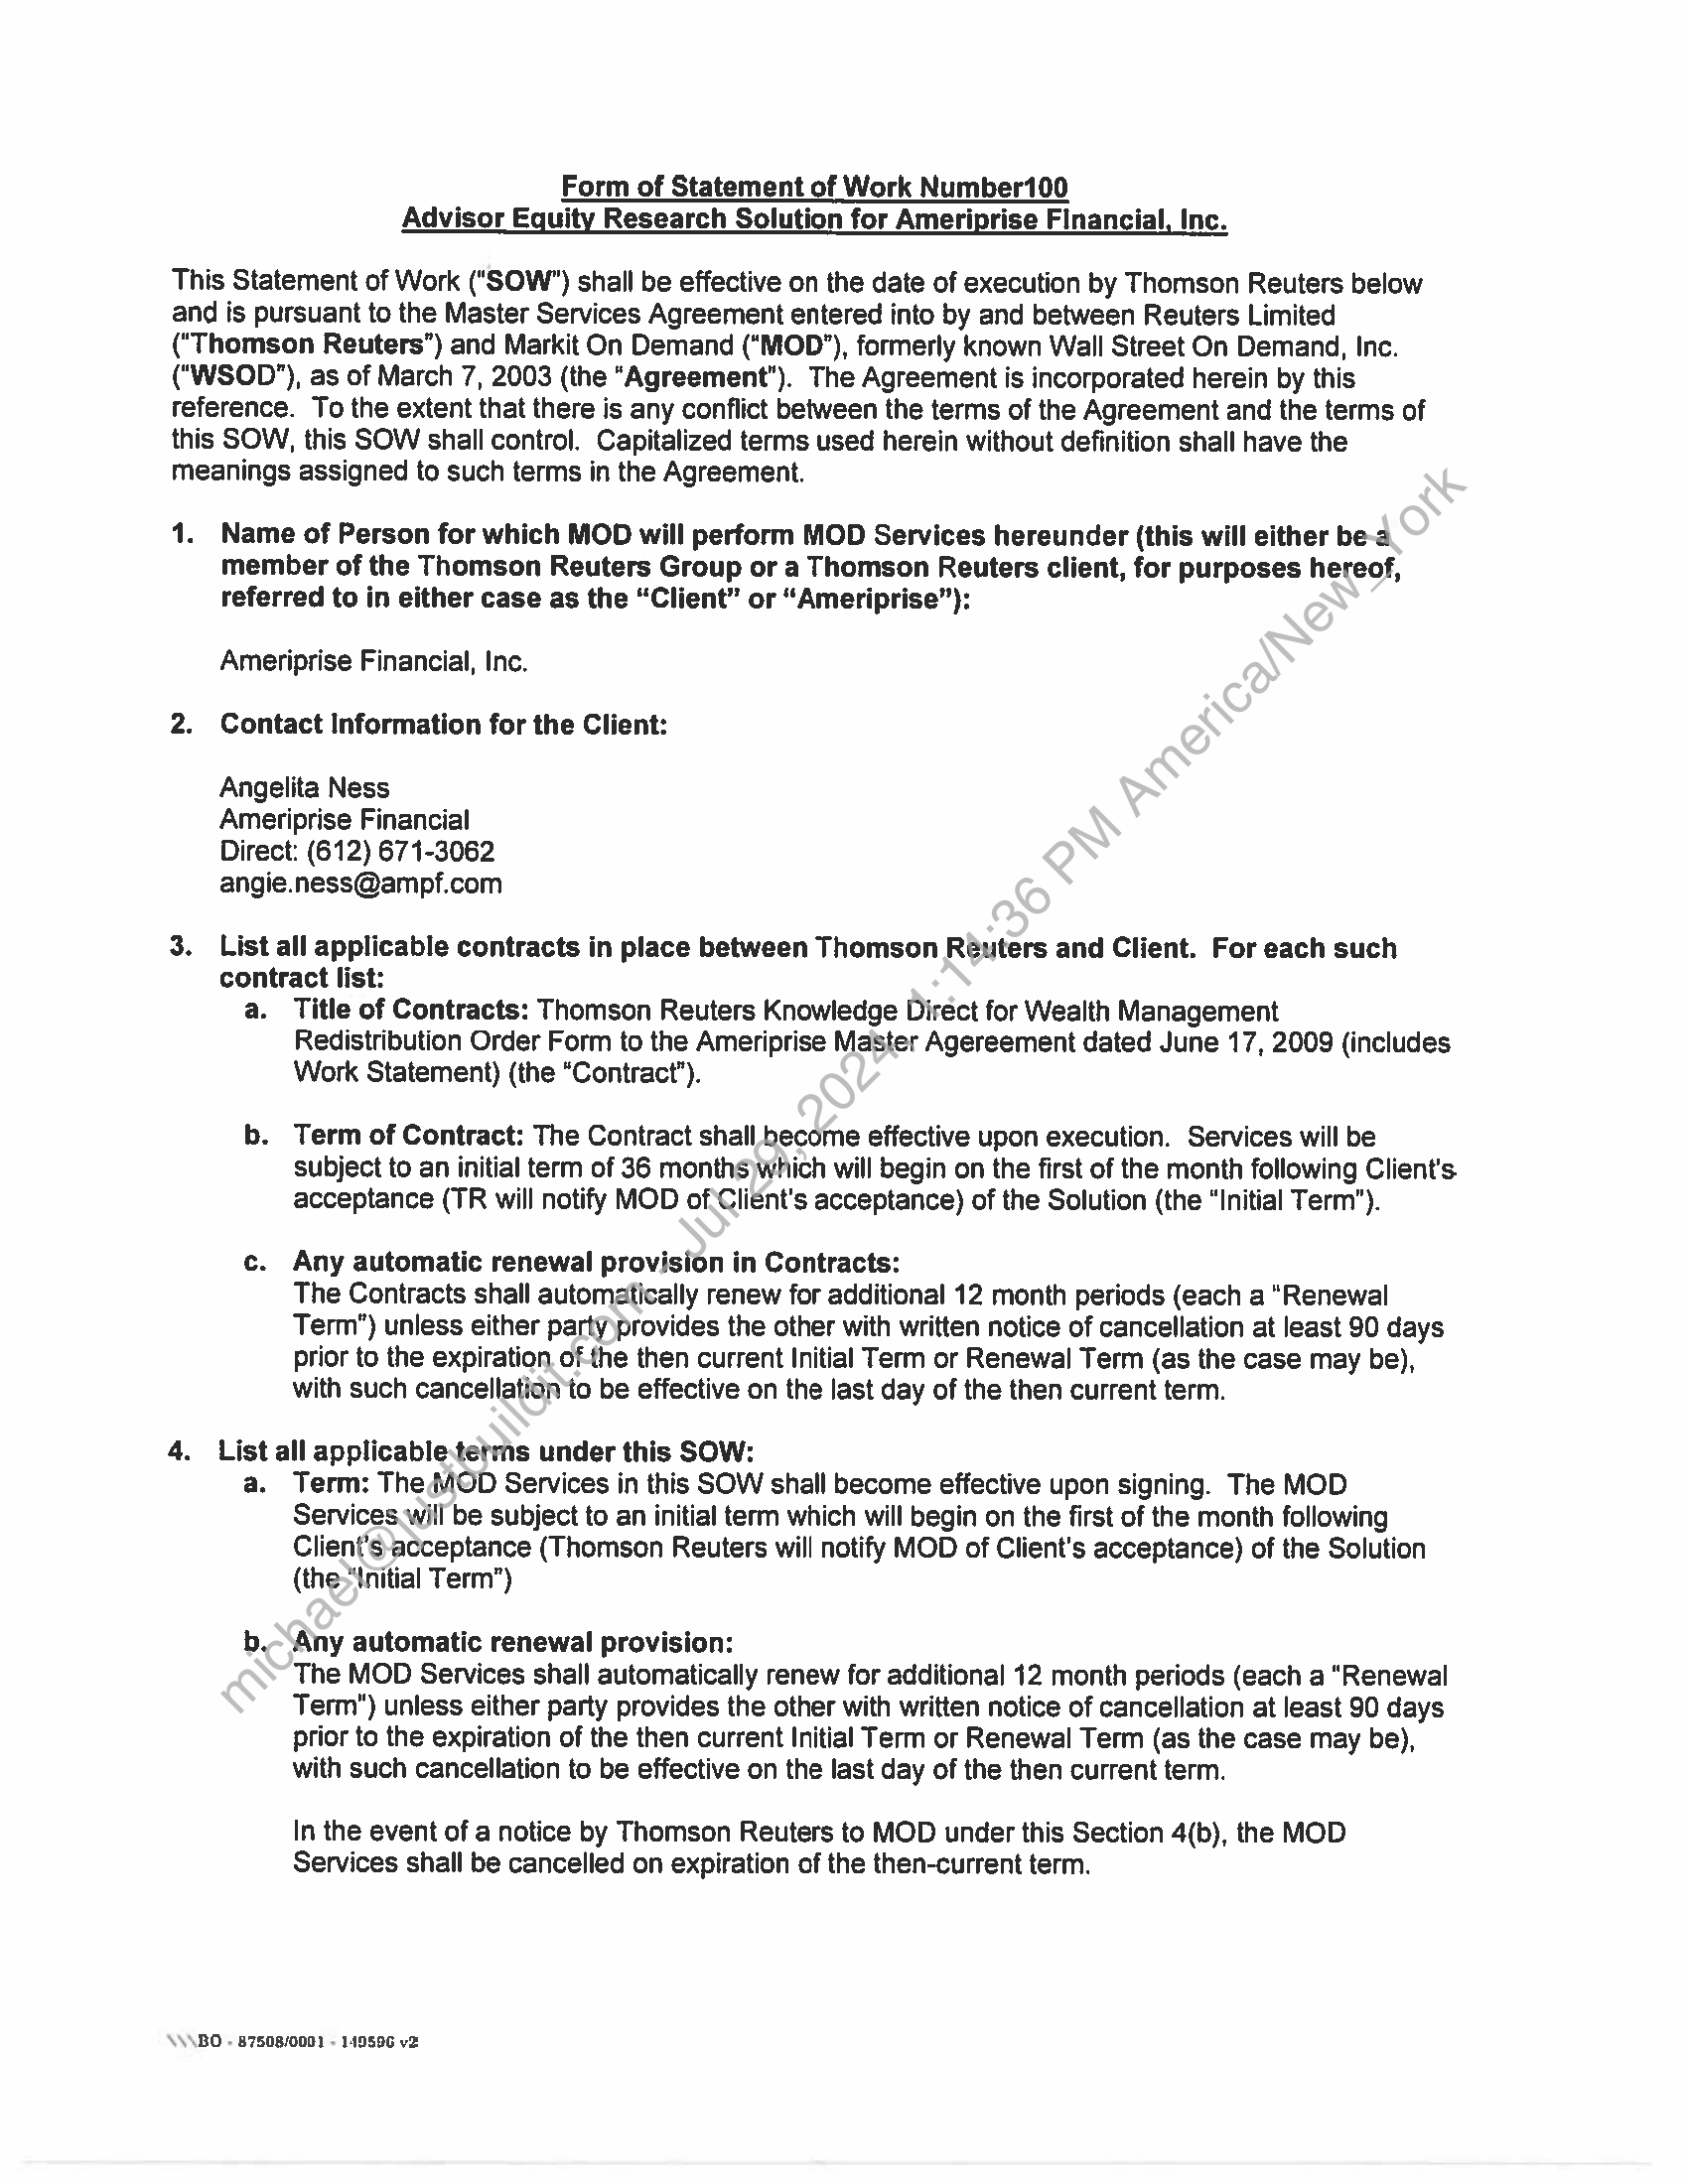 Form of Statement of Work Number100
Advisor Equity Research Solution for Ameriprise Financial, Inc.
This Statement of Work ("SOW") shall be effective on the date of execution by Thomson Reuters below
and is pursuant to the Master Services Agreement entered into by and between Reuters Limited
("Thomson Reuters") and Markit On Demand ("MOD"), formerly known Wall Street On Demand, Inc.
("WSOD"), as of March 7, 2003 (the "Agreement"). The Agreement is incorporated herein by this
reference. To the extent that there is any conflict between the terms of the Agreement and the terms of
this SOW, this SOW shall control. Capitalized terms used herein without definition shall have the
meanings assigned to such terms in the Agreement.
1. Name of Person for which MOD will perform MOD Services hereunder (this will either be a
member of the Thomson Reuters Group or a Thomson Reuters client, for purposes hereof,
referred to in either case as the "Client" or "Ameriprise"):
Ameriprise Financial, Inc.
2. Contact Information for the Client:
Angelita Ness
Ameriprise Financial
Direct: (612) 671-3062
angie.ness@ampf.com
3. List all applicable contracts in place between Thomson Reuters and Client. For each such
contract list:
a. Title of Contracts: Thomson Reuters Knowledge Direct for Wealth Management
Redistribution Order Form to the Ameriprise Master Agereement dated June 17, 2009 (includes
Work Statement) (the "Contract").
b. Term of Contract: The Contract shall become effective upon execution. Services will be
subject to an initial term of 36 months which will begin on the first of the month following Client's
acceptance (TR will notify MOD of Client's acceptance) of the Solution (the "Initial Term").
c. Any automatic renewal provision in Contracts:
The Contracts shall automatically renew for additional 12 month periods (each a "Renewal
Term") unless either party provides the other with written notice of cancellation at least 90 days
prior to the expiration of the then current Initial Term or Renewal Term (as the case may be),
with such cancellation to be effective on the last day of the then current term.
4. List all applicable terms under this SOW:
a. Term: The MOD Services in this SOW shall become effective upon signing. The MOD
Services will be subject to an initial term which will begin on the first of the month following
Client's acceptance (Thomson Reuters will notify MOD of Client's acceptance) of the Solution
(the "Initial Term")
b. Any automatic renewal provision:
The MOD Services shall automatically renew for additional 12 month periods (each a "Renewal
Term") unless either party provides the other with written notice of cancellation at least 90 days
prior to the expiration of the then current Initial Term or Renewal Term (as the case may be),
with such cancellation to be effective on the last day of the then current term.
In the event of a notice by Thomson Reuters to MOD under this Section 4(b), the MOD
Services shall be cancelled on expiration of the then-current term.
\\\BO - 87508/0001 - 149596 v2
michael@justbuildit.com - Jul 29, 2024, 1:14:36 PM America/New_York